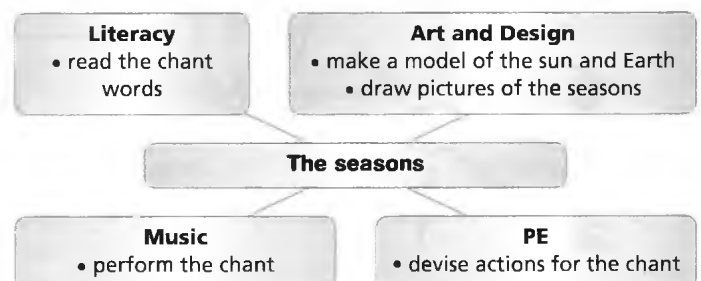 Literacy
• read the chant
words
Art and Design
• make a model of the sun and Earth
• draw pictures of the seasons
The seasons
Music
• perform the chant
PE
• devise actions for the chant